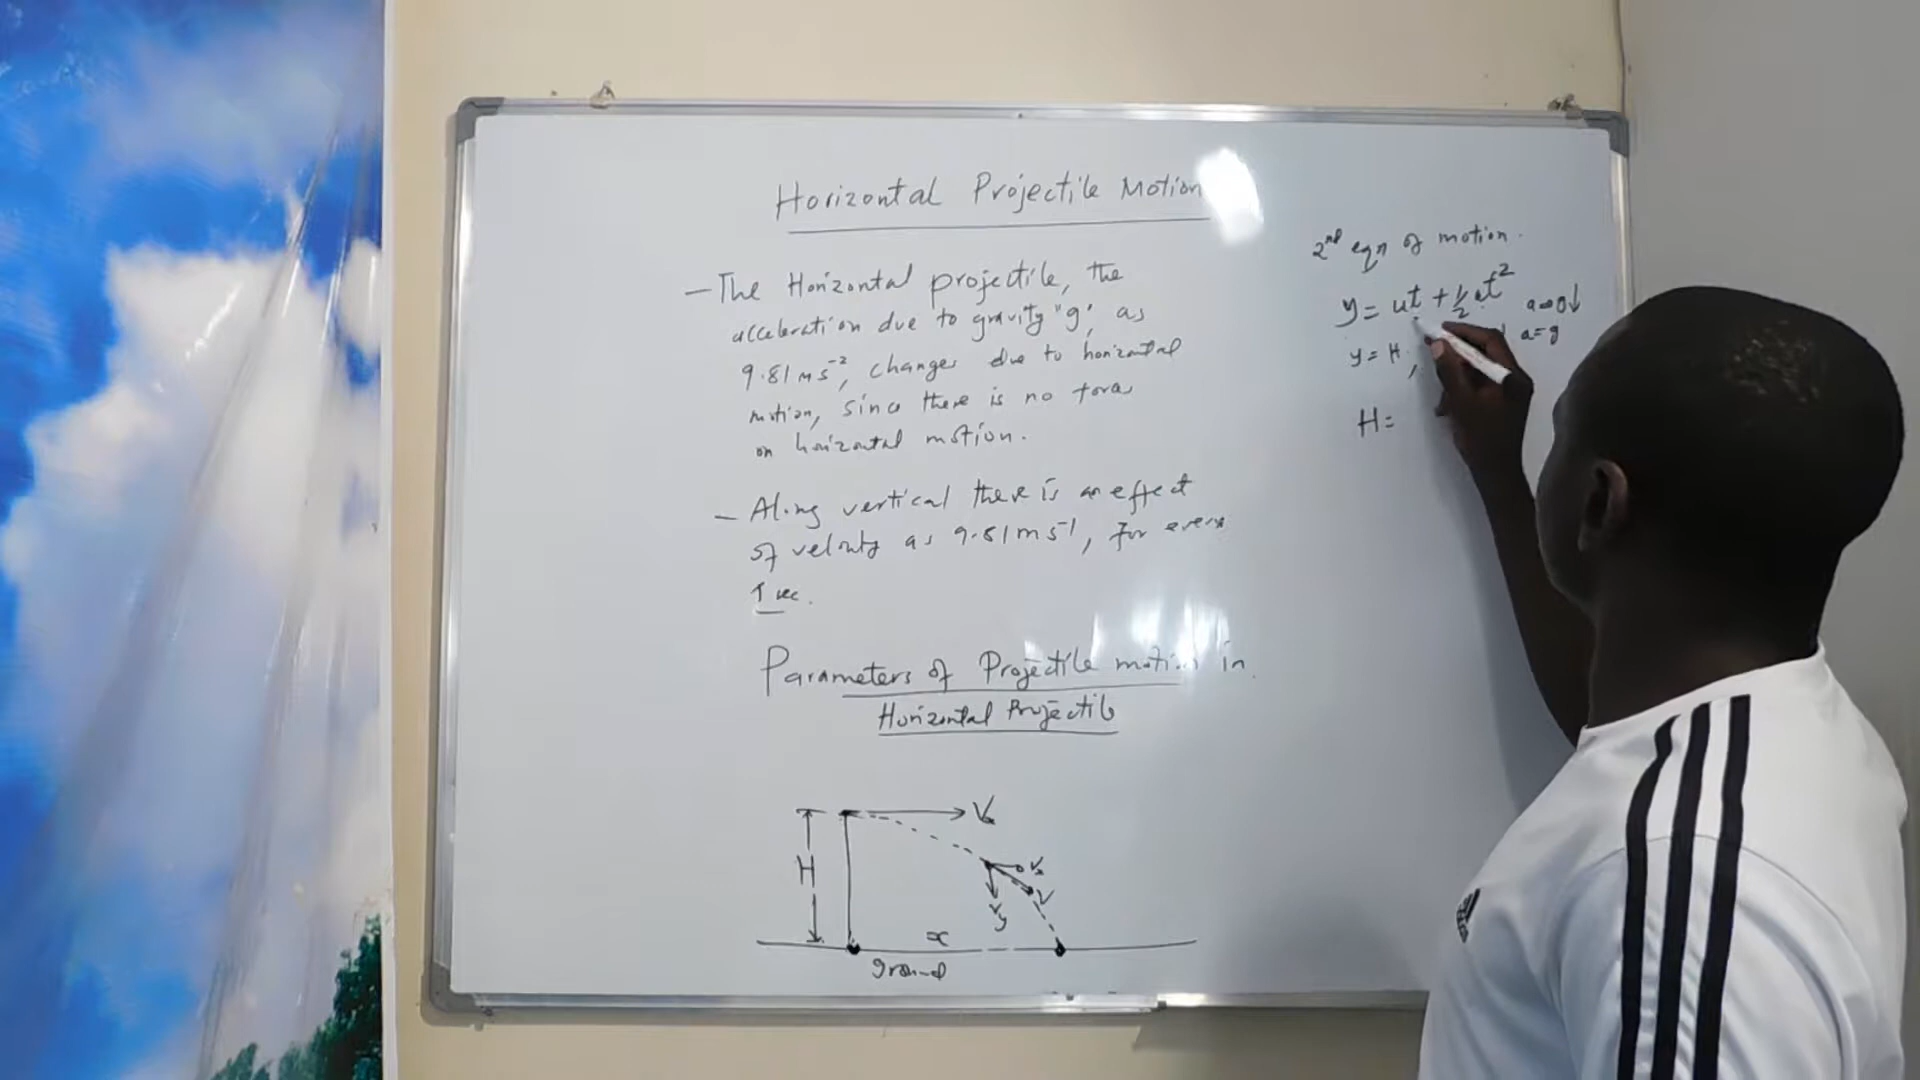 Horizontal Projectile Motion
- The Horizontal projectile, the
acceleration due to gravity "g", as
9.81 ms⁻², changes due to horizontal
motion, since there is no force
on horizontal motion.
- Along vertical there is an effect
of velocity as 9.81 ms⁻¹, for every
1 sec.
Parameters of Projectile motion in
Horizontal Projectile
H
Vx
Vx
V
Vy
x
ground
2nd eqn of motion.
y = ut + ½at²
a=g
y = H,
H =